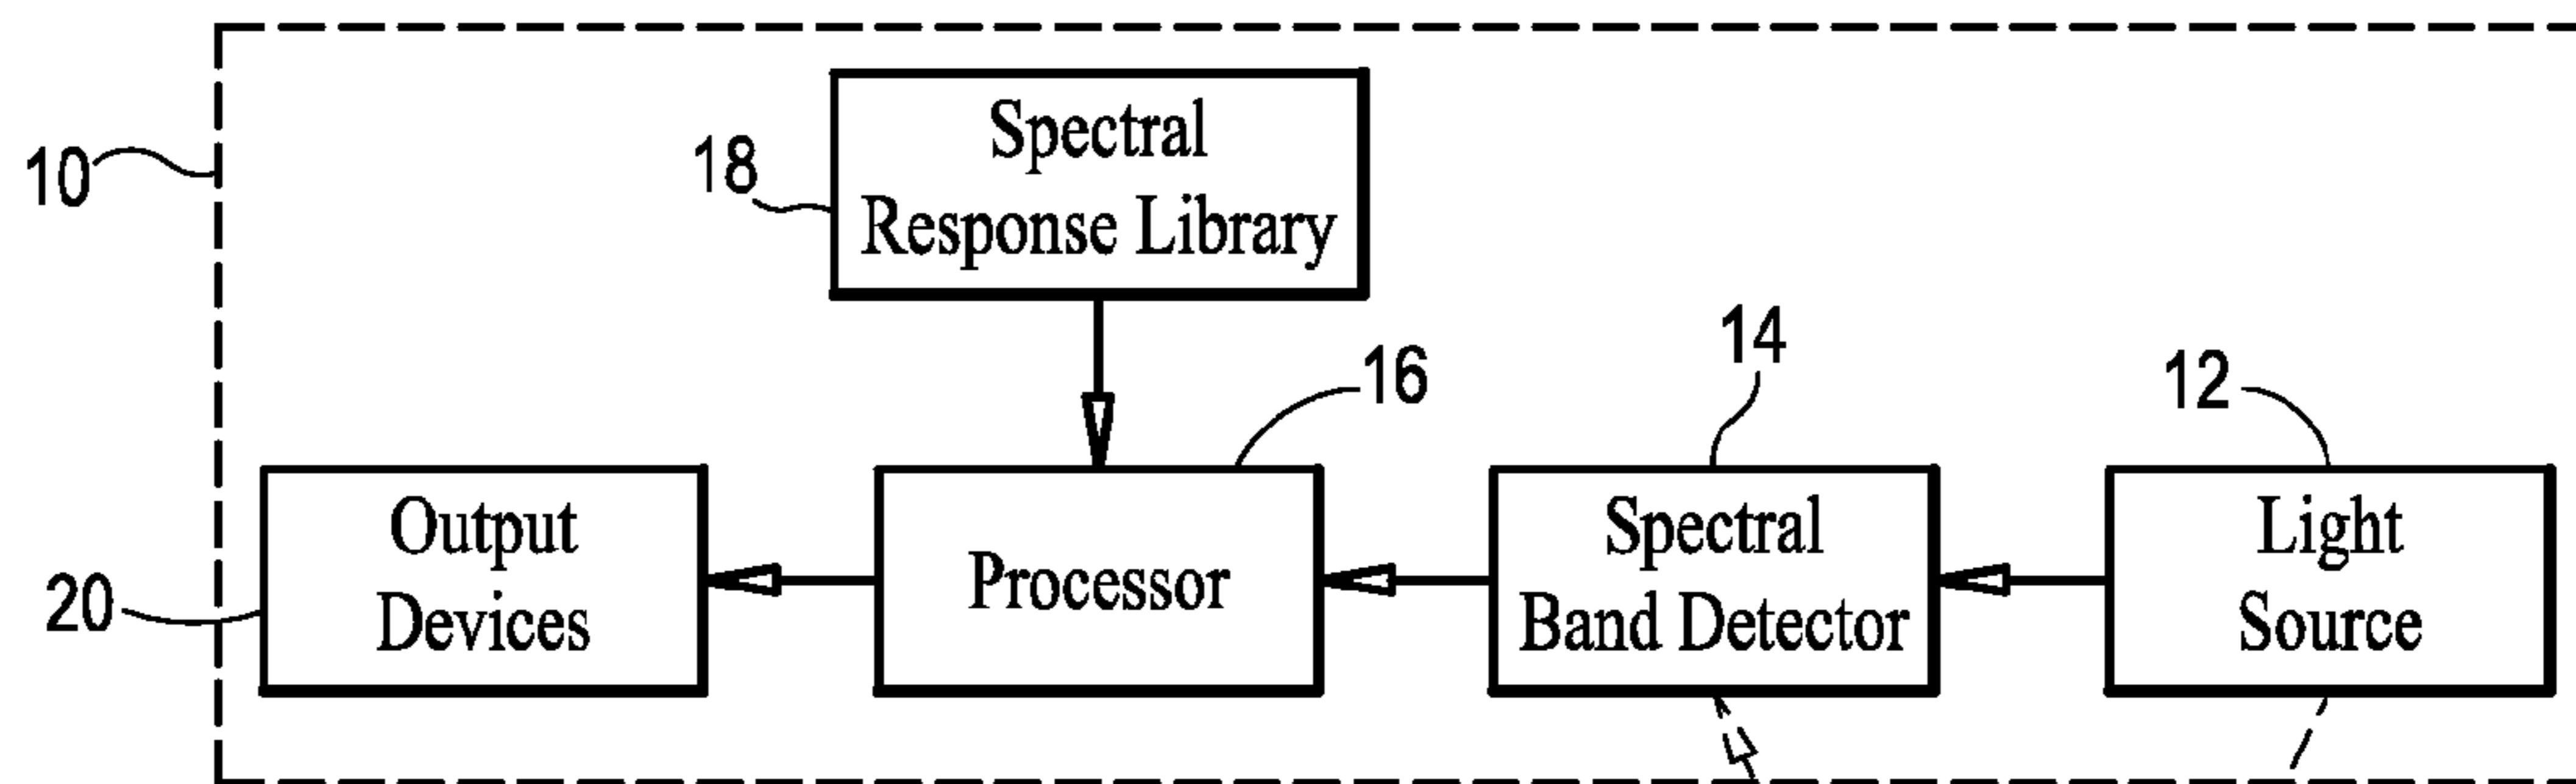 10
18
Spectral
Response Library
16
14
12
Output
Devices
Processor
Spectral
Band Detector
Light
Source
20